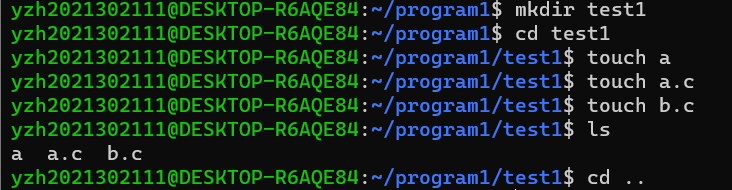 yzh2021302111@DESKTOP-R6AQE84:~/program1$ mkdir test1
yzh2021302111@DESKTOP-R6AQE84:~/program1$ cd test1
yzh2021302111@DESKTOP-R6AQE84:~/program1/test1$ touch a
yzh2021302111@DESKTOP-R6AQE84:~/program1/test1$ touch a.c
yzh2021302111@DESKTOP-R6AQE84:~/program1/test1$ touch b.c
yzh2021302111@DESKTOP-R6AQE84:~/program1/test1$ ls
a  a.c  b.c
yzh2021302111@DESKTOP-R6AQE84:~/program1/test1$ cd ..